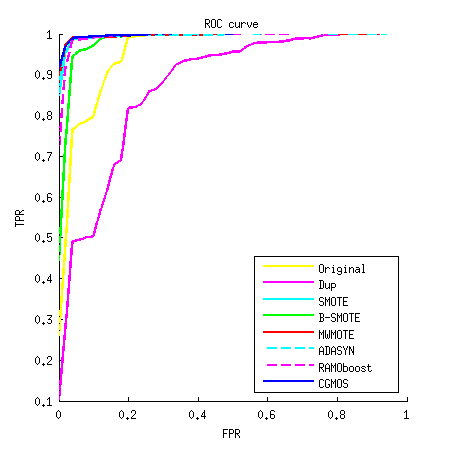 ROC curve
1
0.9
0.8
0.7
0.6
0.5
0.4
0.3
0.2
0.1
TPR
0
0.2
0.4
0.6
0.8
1
FPR
Original
Dup
SMOTE
B-SMOTE
MWMOTE
ADASYN
RAMOboost
CGMOS